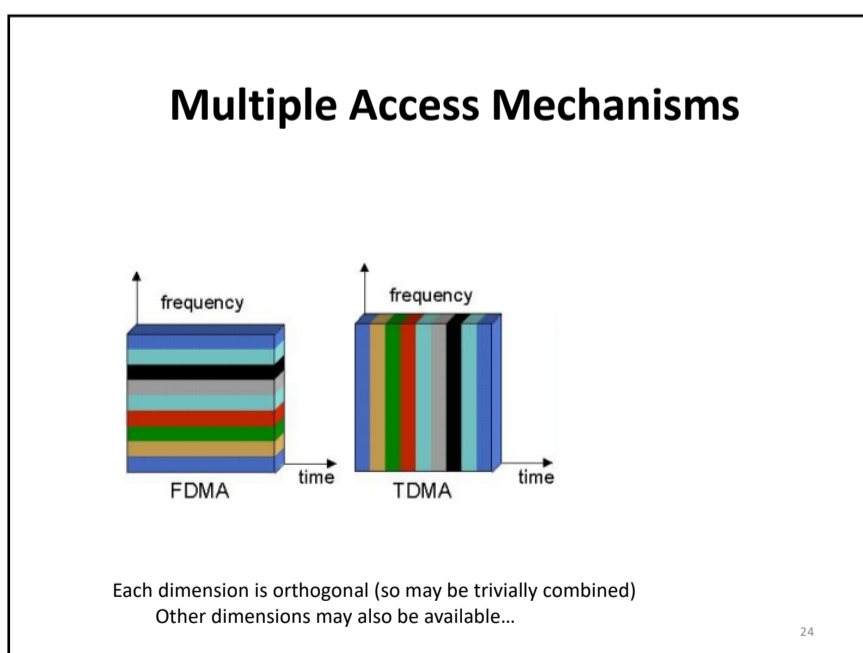 Multiple Access Mechanisms
frequency
time
FDMA
frequency
time
TDMA
Each dimension is orthogonal (so may be trivially combined)
Other dimensions may also be available…
24